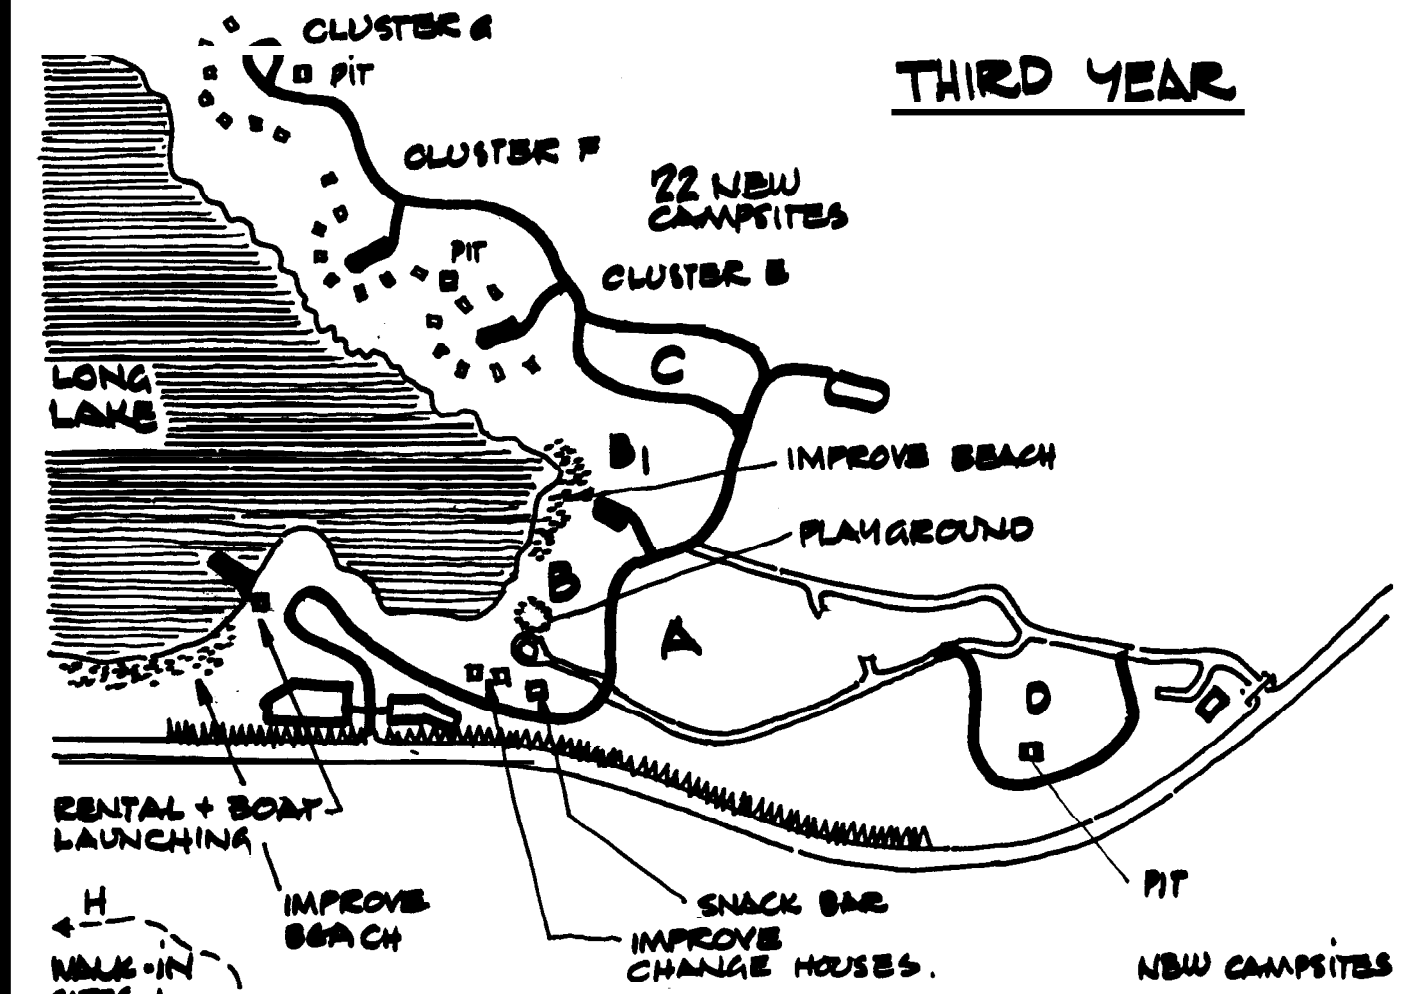 CLUSTER G
PIT
THIRD YEAR
CLUSTER F
22 NEW
CAMPSITES
PIT
CLUSTER E
C
LONG
LAKE
B1
IMPROVE BEACH
PLAYGROUND
B
A
D
RENTAL + BOAT
LAUNCHING
PIT
H
IMPROVE
BEACH
SNACK BAR
IMPROVE
CHANGE HOUSES.
WALK-IN
SITES
NEW CAMPSITES